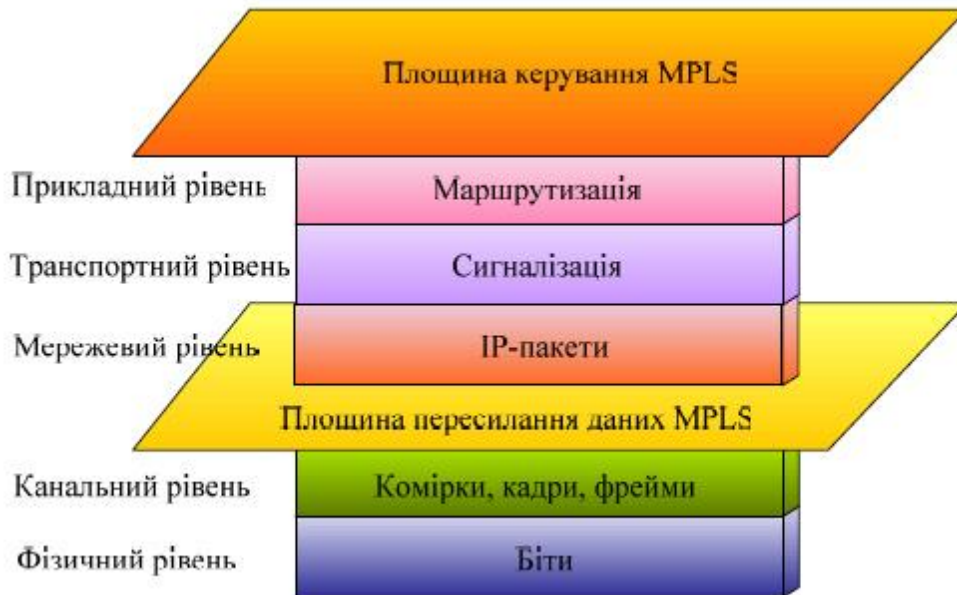 Площина керування MPLS
Прикладний рівень
Маршрутизація
Транспортний рівень
Сигналізація
Мережевий рівень
IP-пакети
Площина пересилання даних MPLS
Канальний рівень
Комірки, кадри, фрейми
Фізичний рівень
Біти